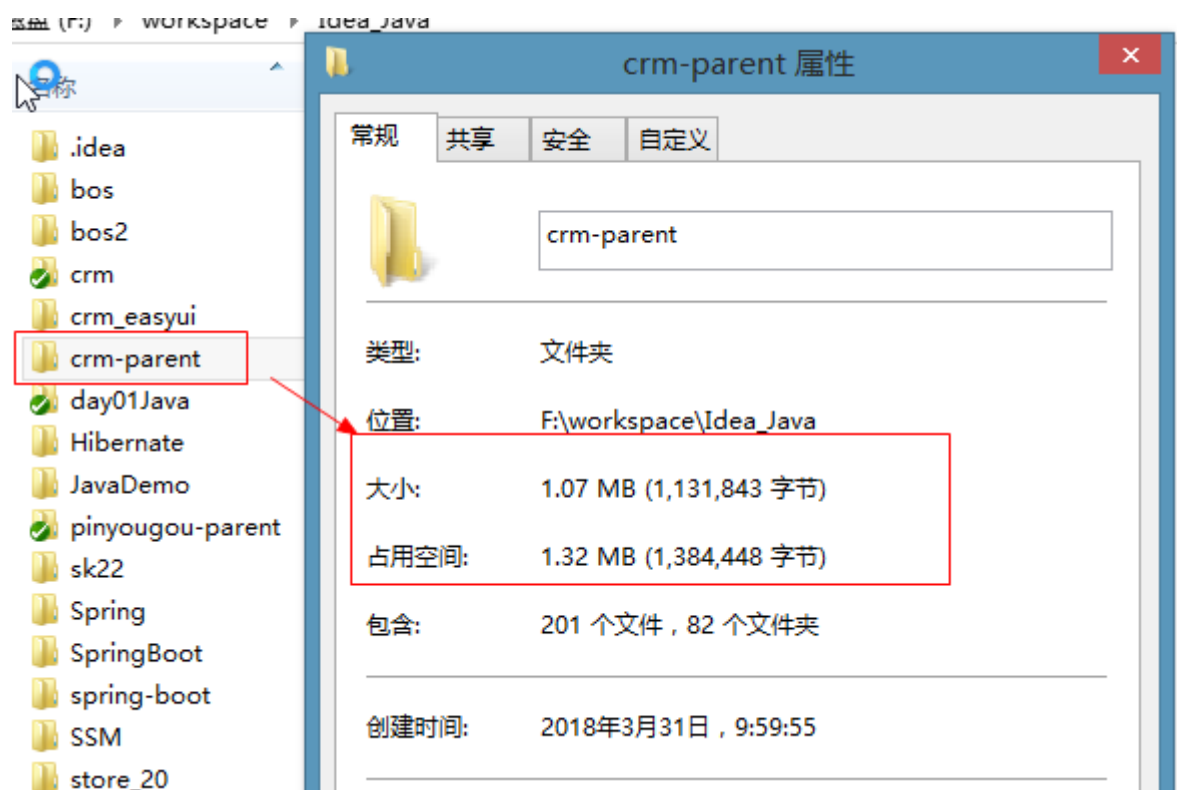 (F:) workspace Idea_Java
名称
.idea
bos
bos2
crm
crm_easyui
crm-parent
day01Java
Hibernate
JavaDemo
pinyougou-parent
sk22
Spring
SpringBoot
spring-boot
SSM
store_20
crm-parent 属性
常规 共享 安全 自定义
crm-parent
类型: 文件夹
位置: F:\workspace\Idea_Java
大小: 1.07 MB (1,131,843 字节)
占用空间: 1.32 MB (1,384,448 字节)
包含: 201 个文件，82 个文件夹
创建时间: 2018年3月31日，9:59:55